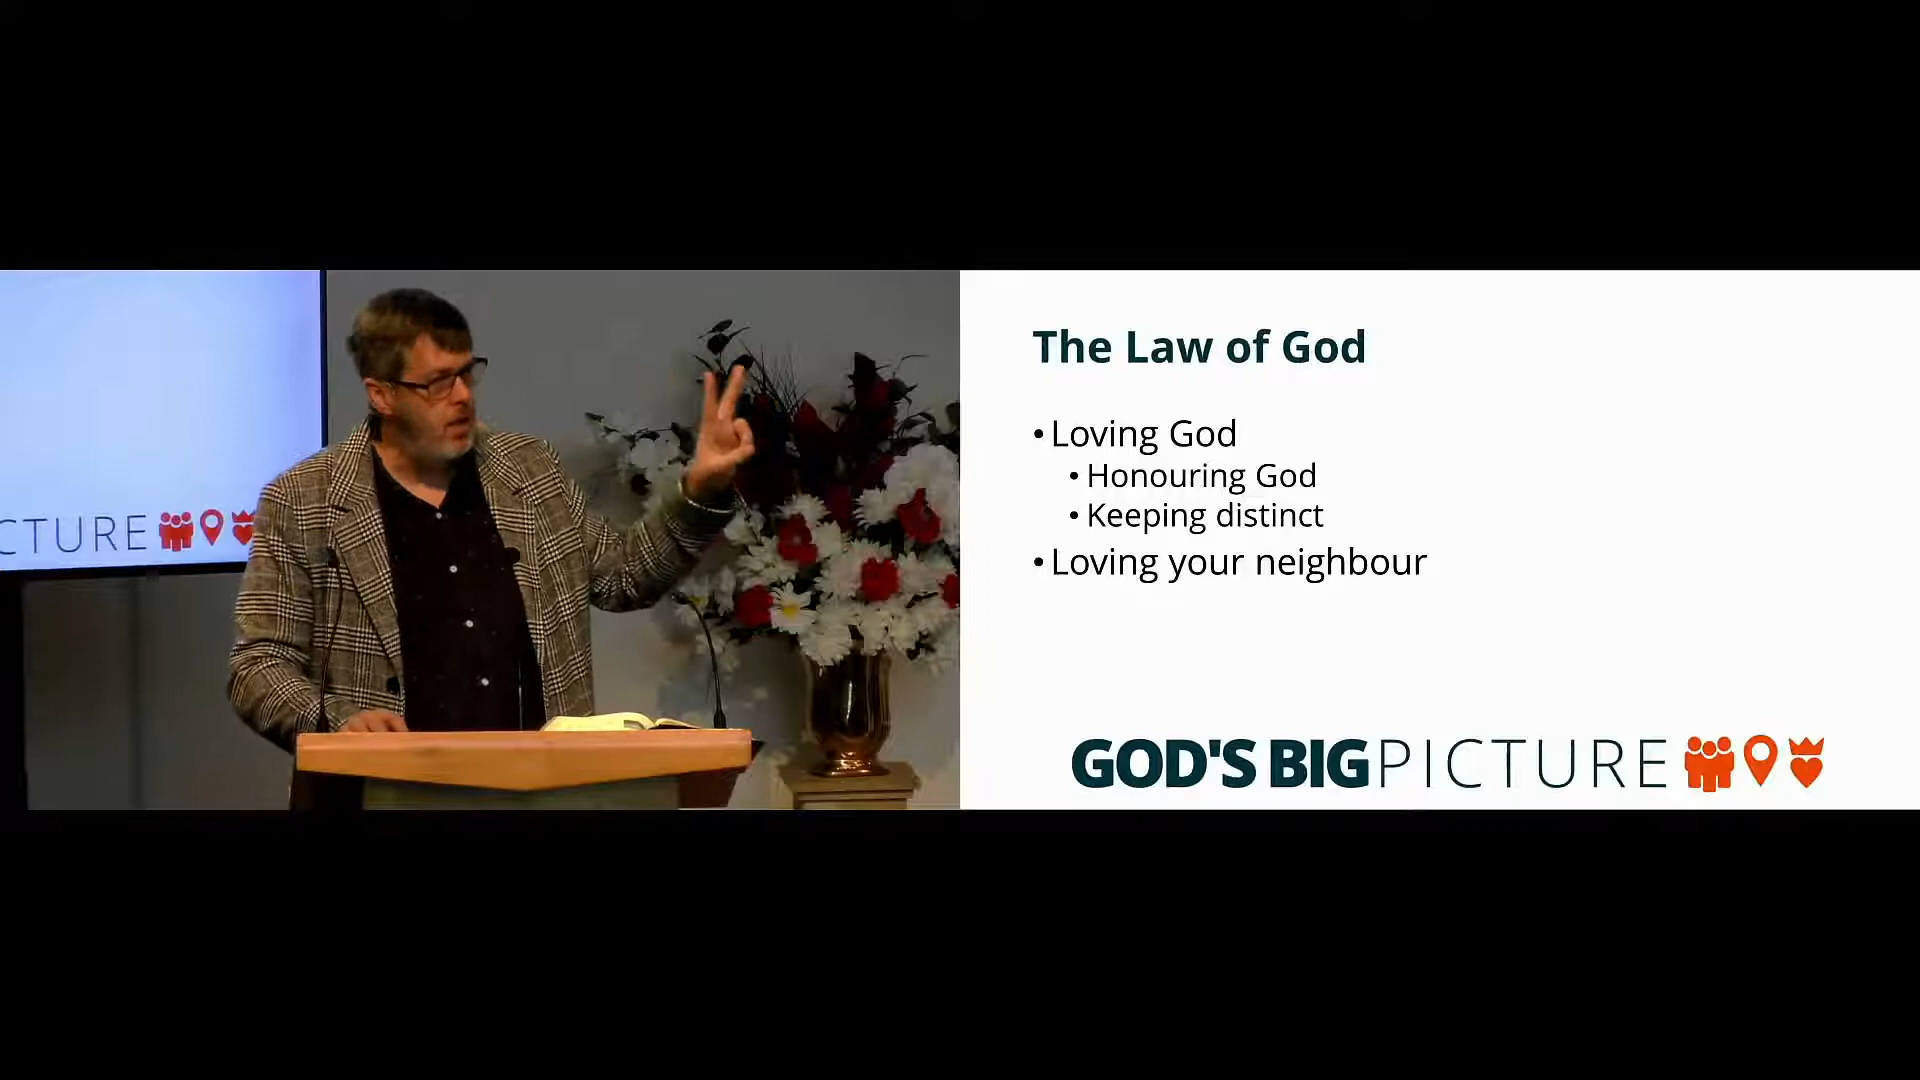 CTURE
The Law of God
• Loving God
• Honouring God
• Keeping distinct
• Loving your neighbour
GOD'S BIG PICTURE